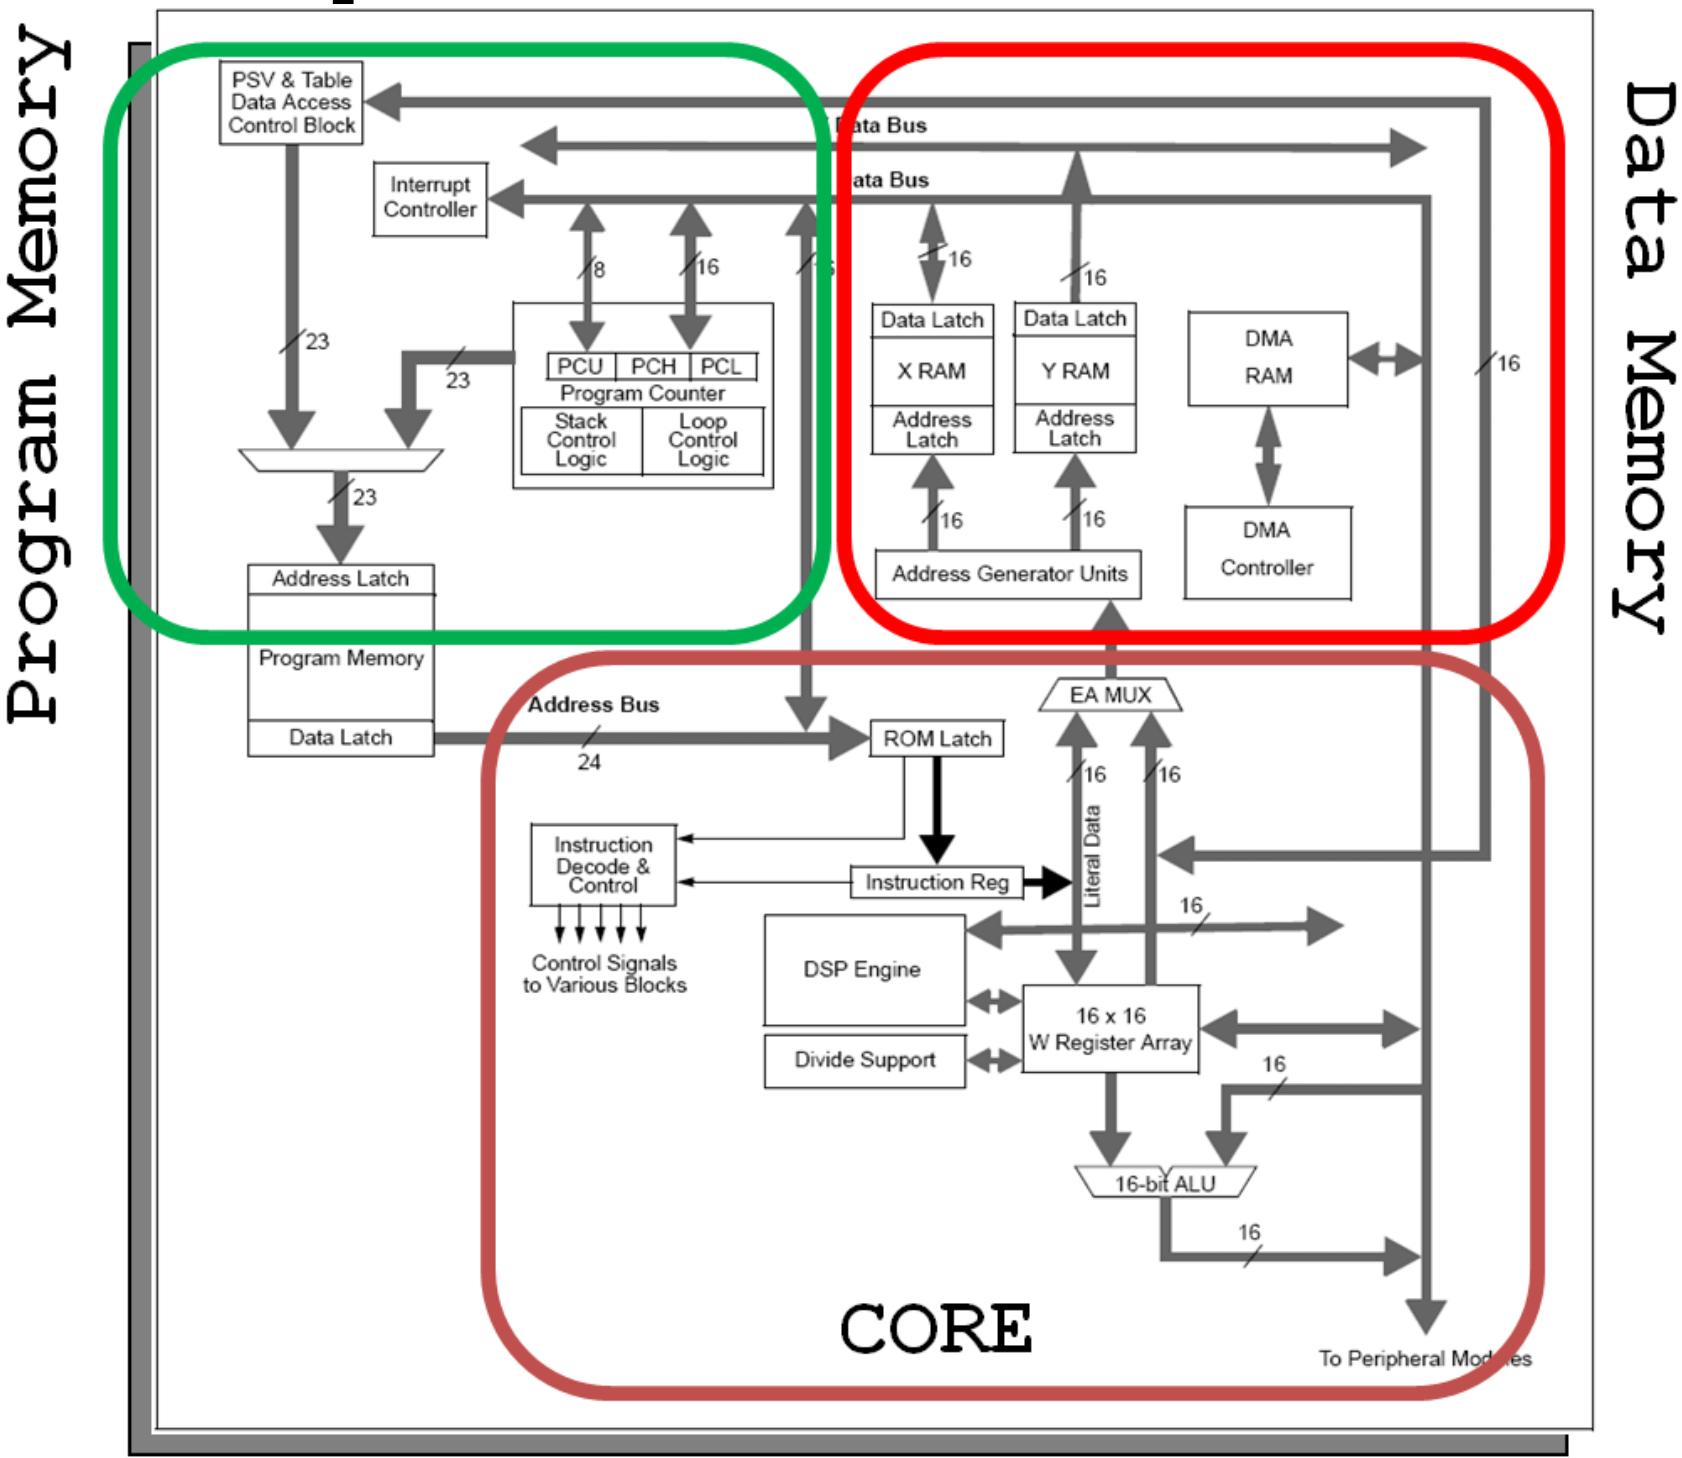 Program Memory
PSV & Table
Data Access
Control Block
Data Bus
Interrupt
Controller
Data Bus
8
16
16
16
23
23
PCU
PCH
PCL
Program Counter
Stack
Control
Logic
Loop
Control
Logic
23
Address Latch
Program Memory
Data Latch
Data Latch
X RAM
Address
Latch
Data Latch
Y RAM
Address
Latch
16
16
Address Generator Units
DMA
RAM
DMA
Controller
16
Data Memory
EA MUX
Address Bus
24
ROM Latch
16
16
Literal Data
Instruction
Decode &
Control
Instruction Reg
Control Signals
to Various Blocks
16
DSP Engine
Divide Support
16 x 16
W Register Array
16
16-bit ALU
16
CORE
To Peripheral